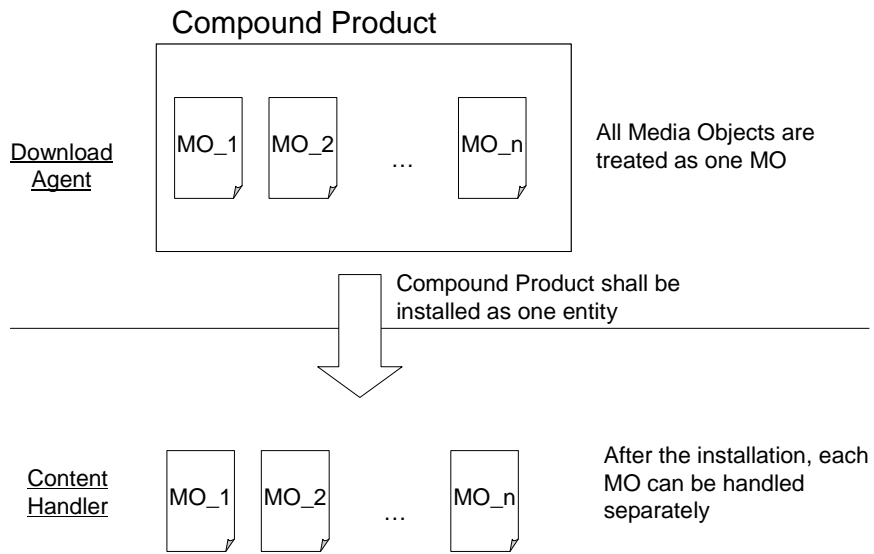 Compound Product
Download
Agent
MO_1
MO_2
...
MO_n
All Media Objects are
treated as one MO
Compound Product shall be
installed as one entity
Content
Handler
MO_1
MO_2
...
MO_n
After the installation, each
MO can be handled
separately